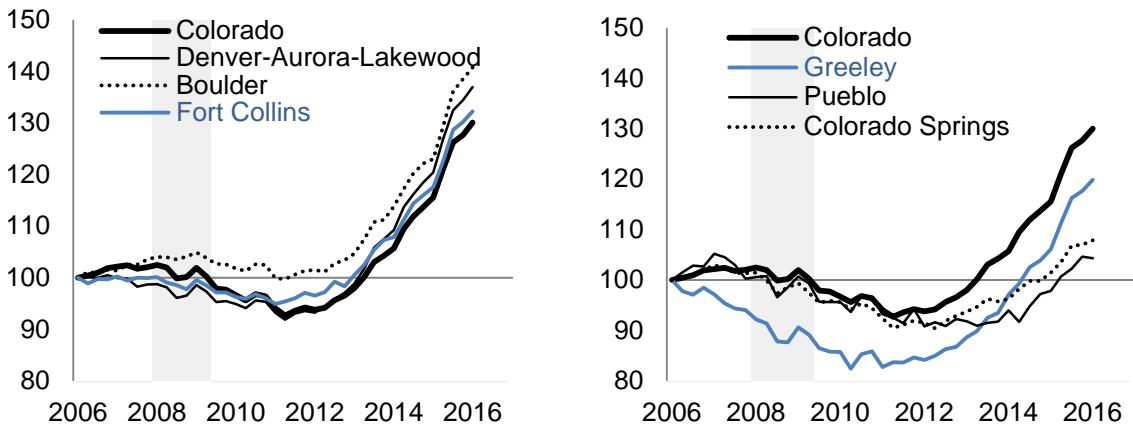 150
140
130
120
110
100
90
80
2006 2008 2010 2012 2014 2016
Colorado
Denver-Aurora-Lakewood
Boulder
Fort Collins
150
140
130
120
110
100
90
80
2006 2008 2010 2012 2014 2016
Colorado
Greeley
Pueblo
Colorado Springs